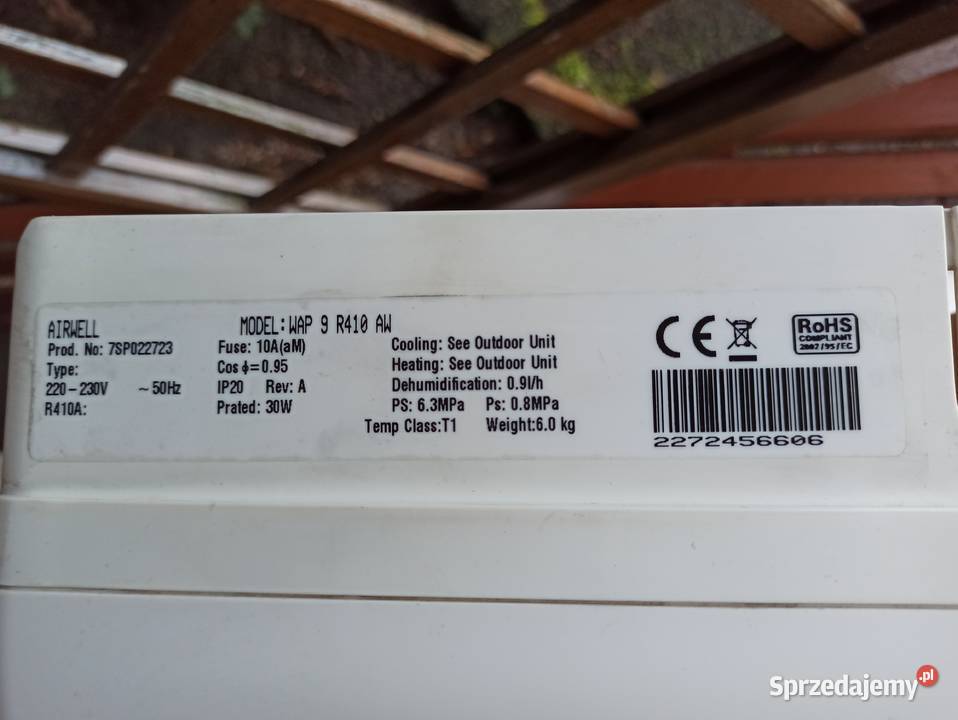 AIRWELL MODEL: WAP 9 R410 AW
Prod. No: 7SP022723 Fuse: 10A(aM) Cooling: See Outdoor Unit
Type: Cos ϕ=0.95 Heating: See Outdoor Unit
220-230V ~50Hz IP20 Rev: A Dehumidification: 0.9l/h
R410A: Prated: 30W PS: 6.3MPa Ps: 0.8MPa
Temp Class:T1 Weight:6.0 kg
CE
RoHS
COMPLIANT
2002/95/EC
2272456606
Sprzedajemy.pl